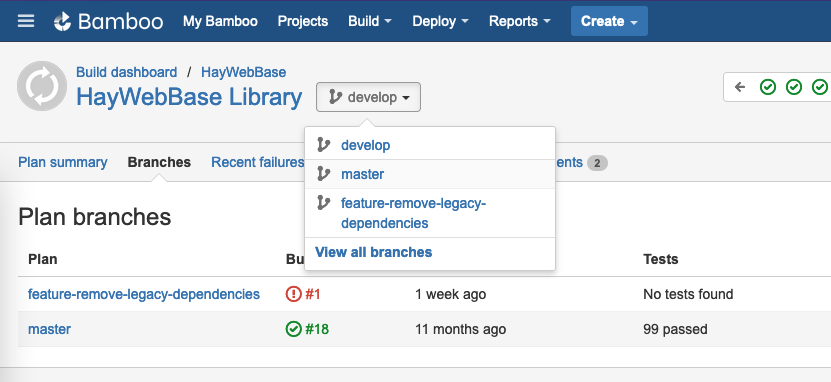 Bamboo My Bamboo Projects Build Deploy Reports Create
Build dashboard / HayWebBase
HayWebBase Library develop
develop
Plan summary Branches Recent failures ents 2
master
feature-remove-legacy-
dependencies
Plan branches
View all branches
Plan Bu Tests
feature-remove-legacy-dependencies #1 1 week ago No tests found
master #18 11 months ago 99 passed